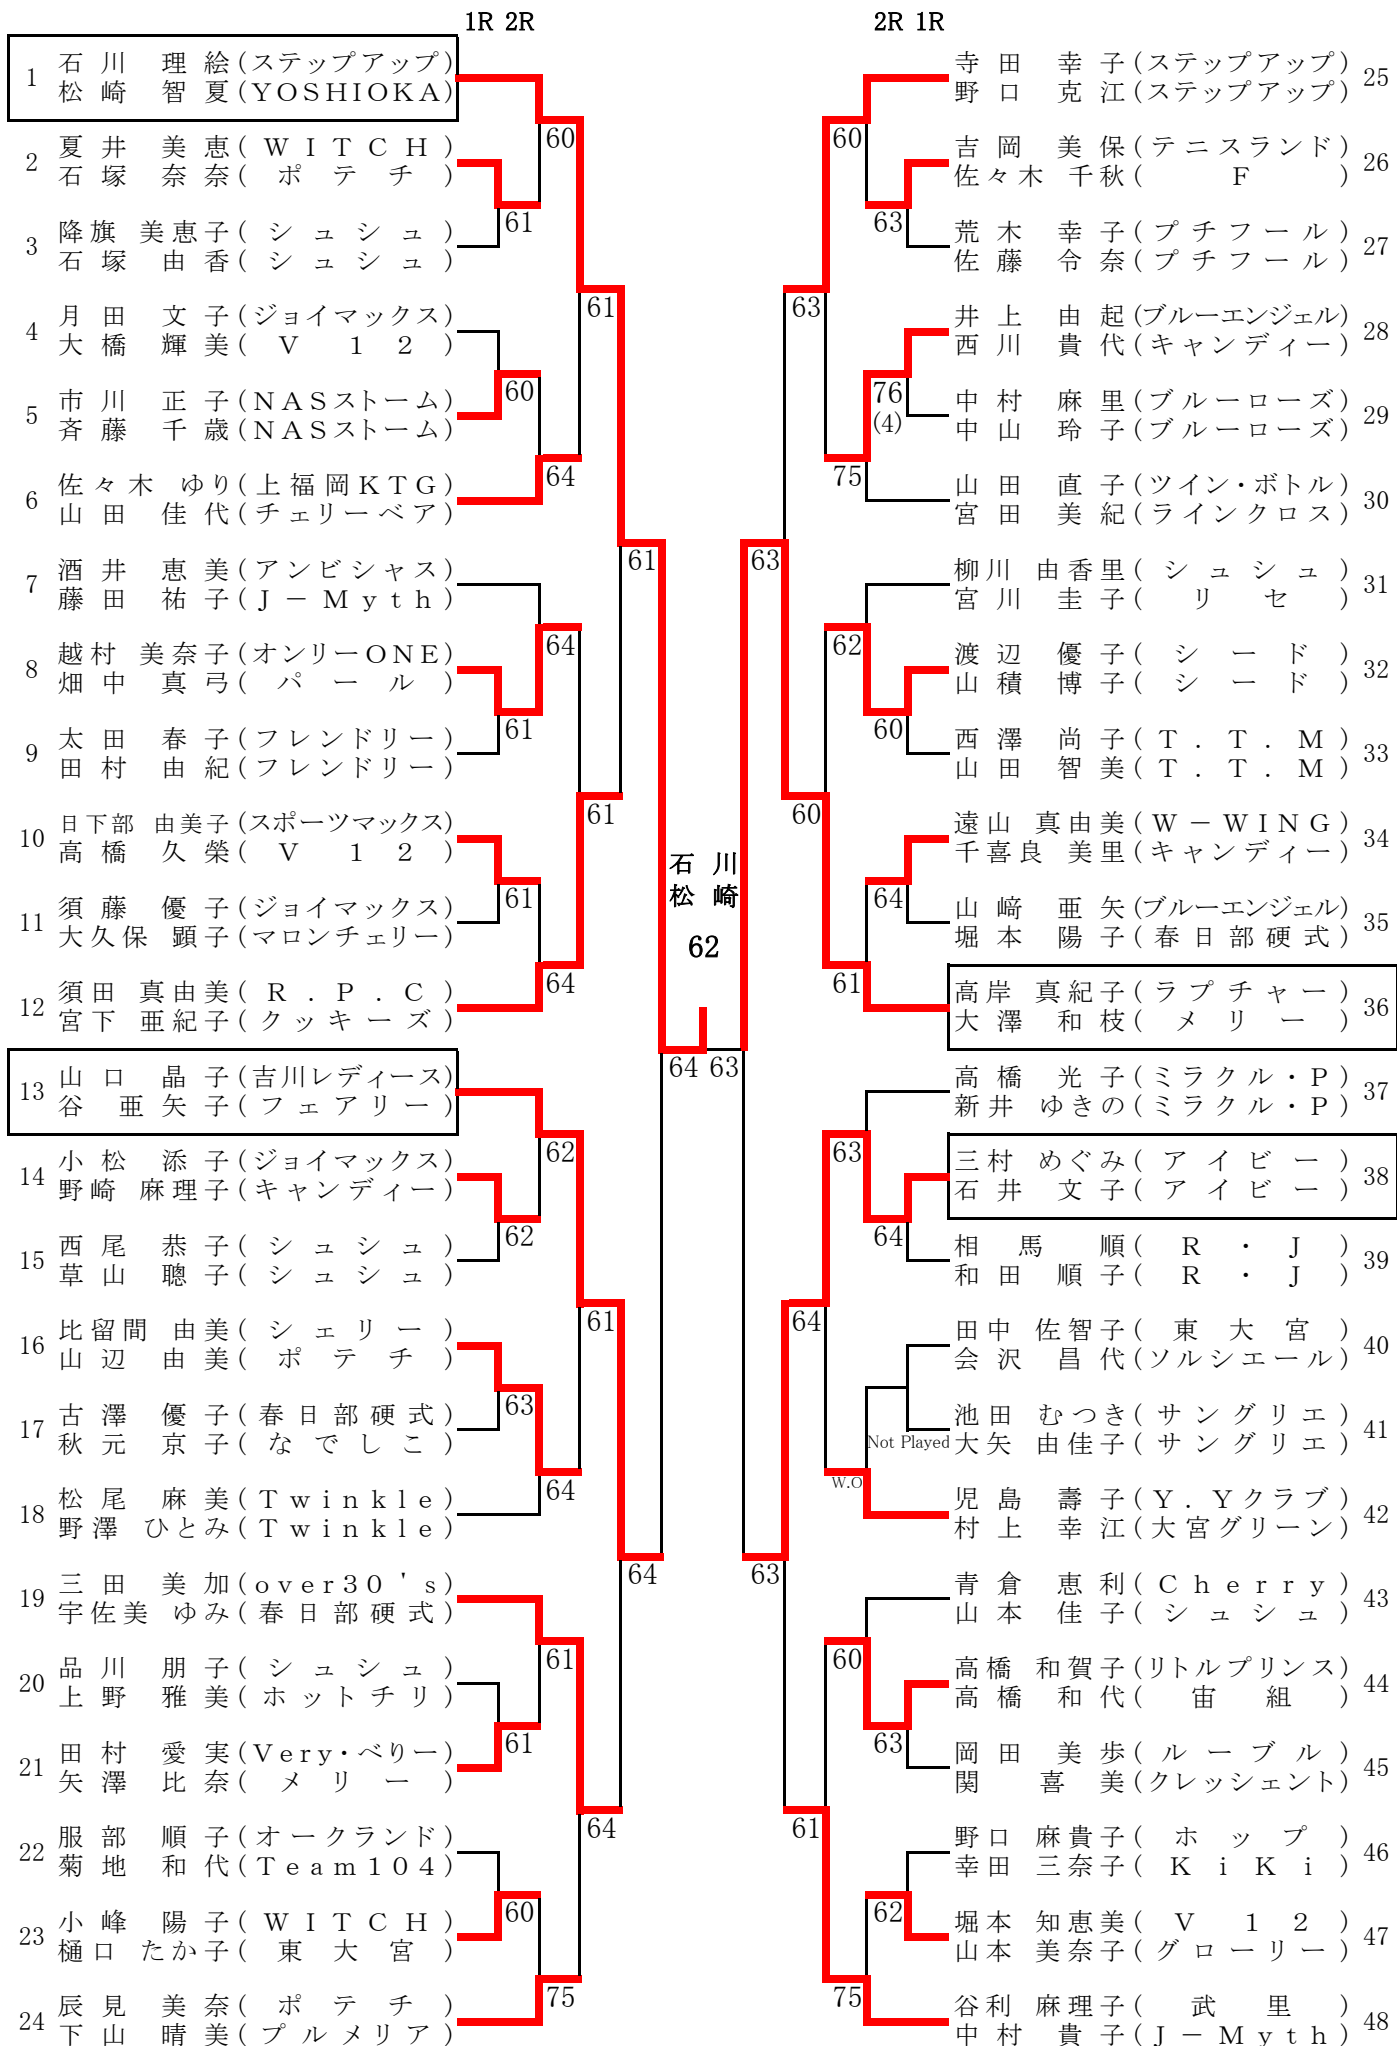 1R 2R
2R 1R
1 石川 理絵(ステップアップ)
松崎 智夏(YOSHIOKA)
60
2 夏井 美恵(WITCH)
石塚 奈奈(ポテチ)
61
3 降旗 美恵子(シュシュ)
石塚 由香(シュシュ)
61
4 月田 文子(ジョイマックス)
大橋 輝美(V12)
60
5 市川 正子(NASストーム)
斉藤 千歳(NASストーム)
64
6 佐々木 ゆり(上福岡KTG)
山田 佳代(チェリーベア)
61
7 酒井 恵美(アンビシャス)
藤田 祐子(J-Myth)
64
8 越村 美奈子(オンリーONE)
畑中 真弓(パール)
61
9 太田 春子(フレンドリー)
田村 由紀(フレンドリー)
61
10 日下部 由美子(スポーツマックス)
高橋 久榮(V12)
61
11 須藤 優子(ジョイマックス)
大久保 顕子(マロンチェリー)
64
12 須田 真由美(R.P.C)
宮下 亜紀子(クッキーズ)
13 山口 晶子(吉川レディース)
谷 亜矢子(フェアリー)
62
14 小松 添子(ジョイマックス)
野崎 麻理子(キャンディー)
62
15 西尾 恭子(シュシュ)
草山 聰子(シュシュ)
61
16 比留間 由美(シェリー)
山辺 由美(ポテチ)
63
17 古澤 優子(春日部硬式)
秋元 京子(なでしこ)
64
18 松尾 麻美(Twinkle)
野澤 ひとみ(Twinkle)
64
19 三田 美加(over30's)
宇佐美 ゆみ(春日部硬式)
61
20 品川 朋子(シュシュ)
上野 雅美(ホットチリ)
61
21 田村 愛実(Very・べりー)
矢澤 比奈(メリー)
64
22 服部 順子(オークランド)
菊地 和代(Team104)
60
23 小峰 陽子(WITCH)
樋口 たか子(東大宮)
75
24 辰見 美奈(ポテチ)
下山 晴美(プルメリア)
石川
松崎
62
64 63
寺田 幸子(ステップアップ) 25
野口 克江(ステップアップ)
60
吉岡 美保(テニスランド) 26
佐々木 千秋(F)
63
荒木 幸子(プチフール) 27
佐藤 令奈(プチフール)
63
井上 由起(ブルーエンジェル) 28
西川 貴代(キャンディー)
76
(4)
中村 麻里(ブルーローズ) 29
中山 玲子(ブルーローズ)
75
山田 直子(ツイン・ボトル) 30
宮田 美紀(ラインクロス)
63
柳川 由香里(シュシュ) 31
宮川 圭子(リセ)
62
渡辺 優子(シード) 32
山積 博子(シード)
60
西澤 尚子(T.T.M) 33
山田 智美(T.T.M)
60
遠山 真由美(W-WING) 34
千喜良 美里(キャンディー)
64
山﨑 亜矢(ブルーエンジェル) 35
堀本 陽子(春日部硬式)
61
高岸 真紀子(ラプチャー) 36
大澤 和枝(メリー)
高橋 光子(ミラクル・P) 37
新井 ゆきの(ミラクル・P)
63
三村 めぐみ(アイビー) 38
石井 文子(アイビー)
64
相馬 順(R・J) 39
和田 順子(R・J)
64
田中 佐智子(東大宮) 40
会沢 昌代(ソルシエール)
池田 むつき(サングリエ) 41
Not Played 大矢 由佳子(サングリエ)
W.O
児島 壽子(Y.Yクラブ) 42
村上 幸江(大宮グリーン)
63
青倉 恵利(Cherry) 43
山本 佳子(シュシュ)
60
高橋 和賀子(リトルプリンス) 44
高橋 和代(宙組)
63
岡田 美歩(ルーブル) 45
関 喜美(クレッシェント)
61
野口 麻貴子(ホップ) 46
幸田 三奈子(KiKi)
62
堀本 知恵美(V12) 47
山本 美奈子(グローリー)
75
谷利 麻理子(武里) 48
中村 貴子(J-Myth)